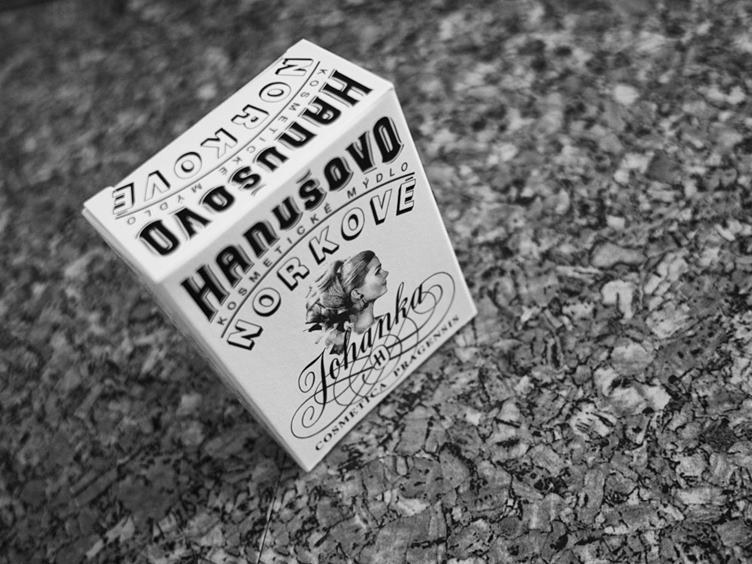 NORKOVÉ
KOSMETICKÉ MÝDLO
HANUŠOVO
HANUŠOVO
KOSMETICKÉ MÝDLO
NORKOVÉ
Johanka
H
COSMETICA PRAGENSIS